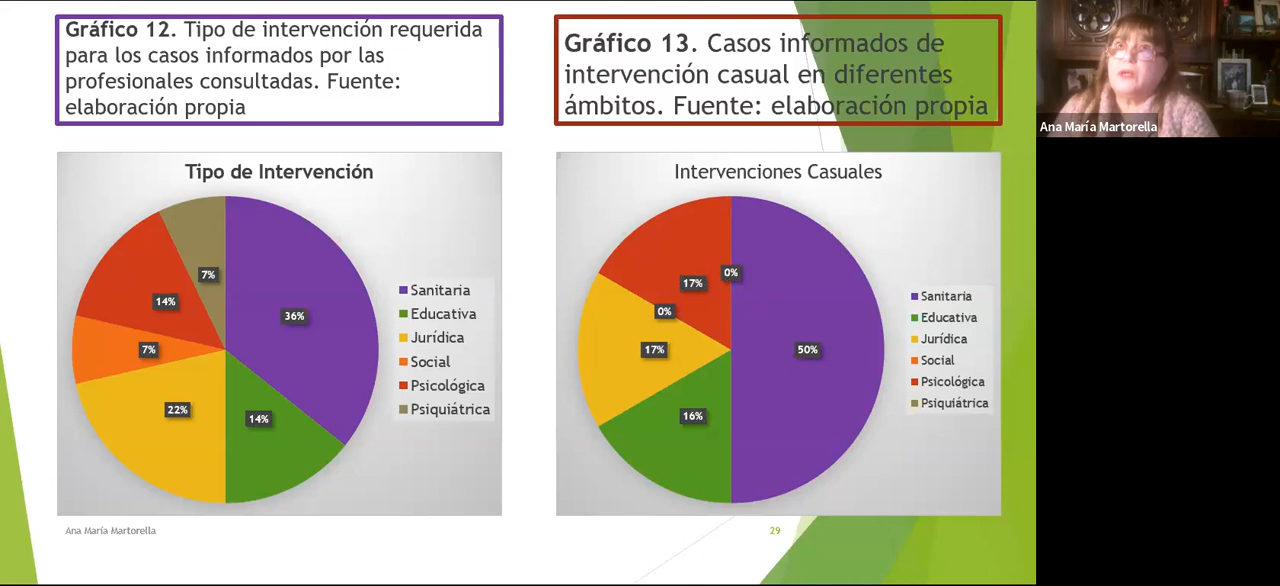 Gráfico 12. Tipo de intervención requerida
para los casos informados por las
profesionales consultadas. Fuente:
elaboración propia
Gráfico 13. Casos informados de
intervención casual en diferentes
ámbitos. Fuente: elaboración propia
Ana María Martorella
Tipo de Intervención
7%
14%
36%
7%
22%
14%
Sanitaria
Educativa
Jurídica
Social
Psicológica
Psiquiátrica
Intervenciones Casuales
0%
17%
0%
17%
50%
16%
Sanitaria
Educativa
Jurídica
Social
Psicológica
Psiquiátrica
Ana María Martorella
29